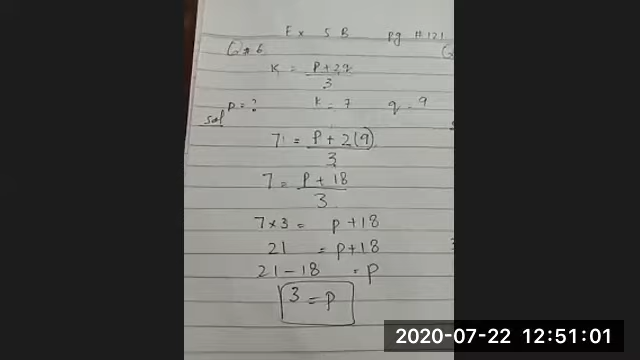 Ex 5 B pg # 121
Q # 6
K = P + 2q / 3
P = ? K = 7 q = 9
Sol
7 = P + 2(9) / 3
7 = P + 18 / 3
7 × 3 = P + 18
21 = P + 18
21 - 18 = P
3 = P
2020-07-22 12:51:01